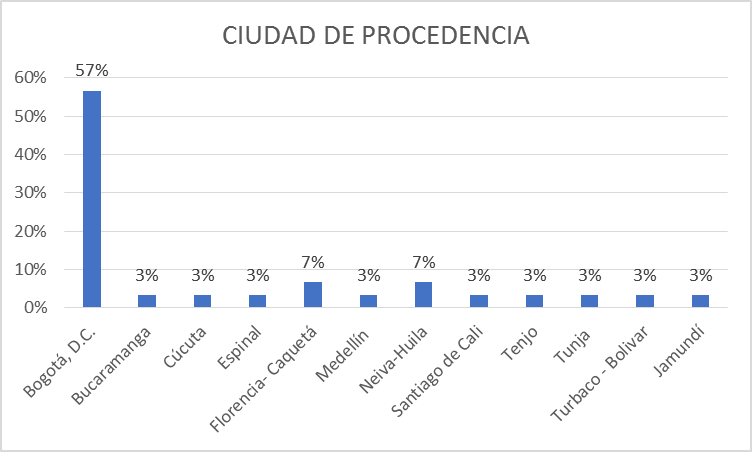 CIUDAD DE PROCEDENCIA
57%
60%
50%
40%
30%
20%
10%
0%
3%
3%
3%
7%
3%
7%
3%
3%
3%
3%
3%
Bogotá, D.C.
Bucaramanga
Cúcuta
Espinal
Florencia- Caquetá
Medellín
Neiva-Huila
Santiago de Cali
Tenjo
Tunja
Turbaco - Bolivar
Jamundí